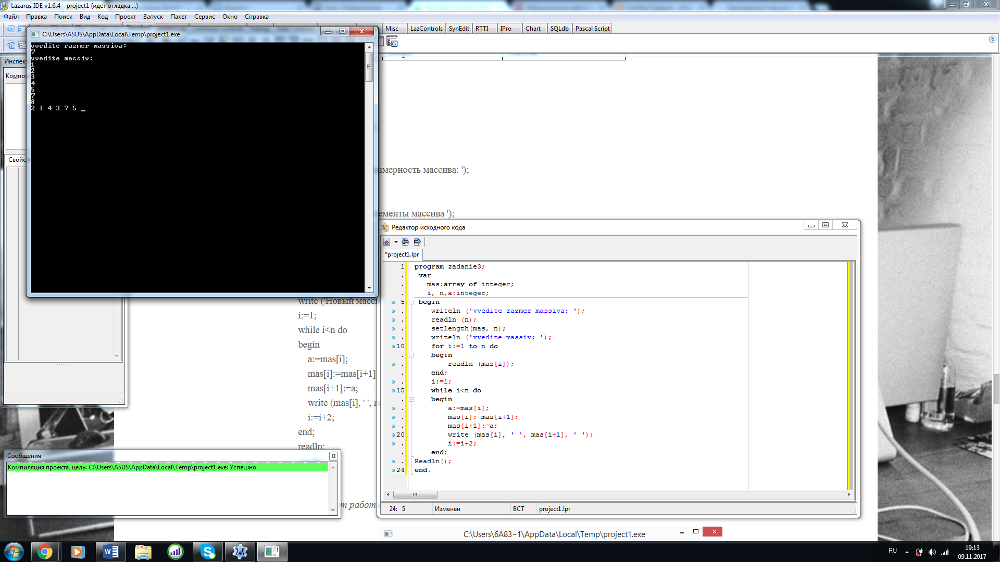 Lazarus IDE v1.6.4 - project1 (идёт отладка ...)
Файл Правка Поиск Вид Код Проект Запуск Пакет Сервис Окно Справка
Misc LazControls SynEdit RTTI IPro Chart SQLdb Pascal Script
C:\Users\ASUS\AppData\Local\Temp\project1.exe
vvedite razmer massiva:
7
vvedite massiv:
1
2
3
4
5
7
8
2 1 4 3 7 5
Инспек
Компо
Свойс
змерность массива: ');
ементы массива ');
write ('Новый масс
i:=1;
while i<n do
begin
a:=mas[i];
mas[i]:=mas[i+1]
mas[i+1]:=a;
write (mas[i], ' ',
i:=i+2;
end;
readln;
т работ
Редактор исходного кода
*project1.lpr
1 program zadanie3;
. var
. mas:array of integer;
. i, n,a:integer;
5 begin
. writeln ('vvedite razmer massiva: ');
. readln (n);
. setlength(mas, n);
. writeln ('vvedite massiv: ');
10 for i:=1 to n do
. begin
. readln (mas[i]);
. end;
. i:=1;
15 while i<n do
. begin
. a:=mas[i];
. mas[i]:=mas[i+1];
. mas[i+1]:=a;
20 write (mas[i], ' ', mas[i+1], ' ');
. i:=i+2;
. end;
. Readln();
24 end.
24: 5 Изменён ВСТ project1.lpr
Сообщения
Компиляция проекта, цель: C:\Users\ASUS\AppData\Local\Temp\project1.exe: Успешно
C:\Users\6A83~1\AppData\Local\Temp\project1.exe
RU
19:13
09.11.2017